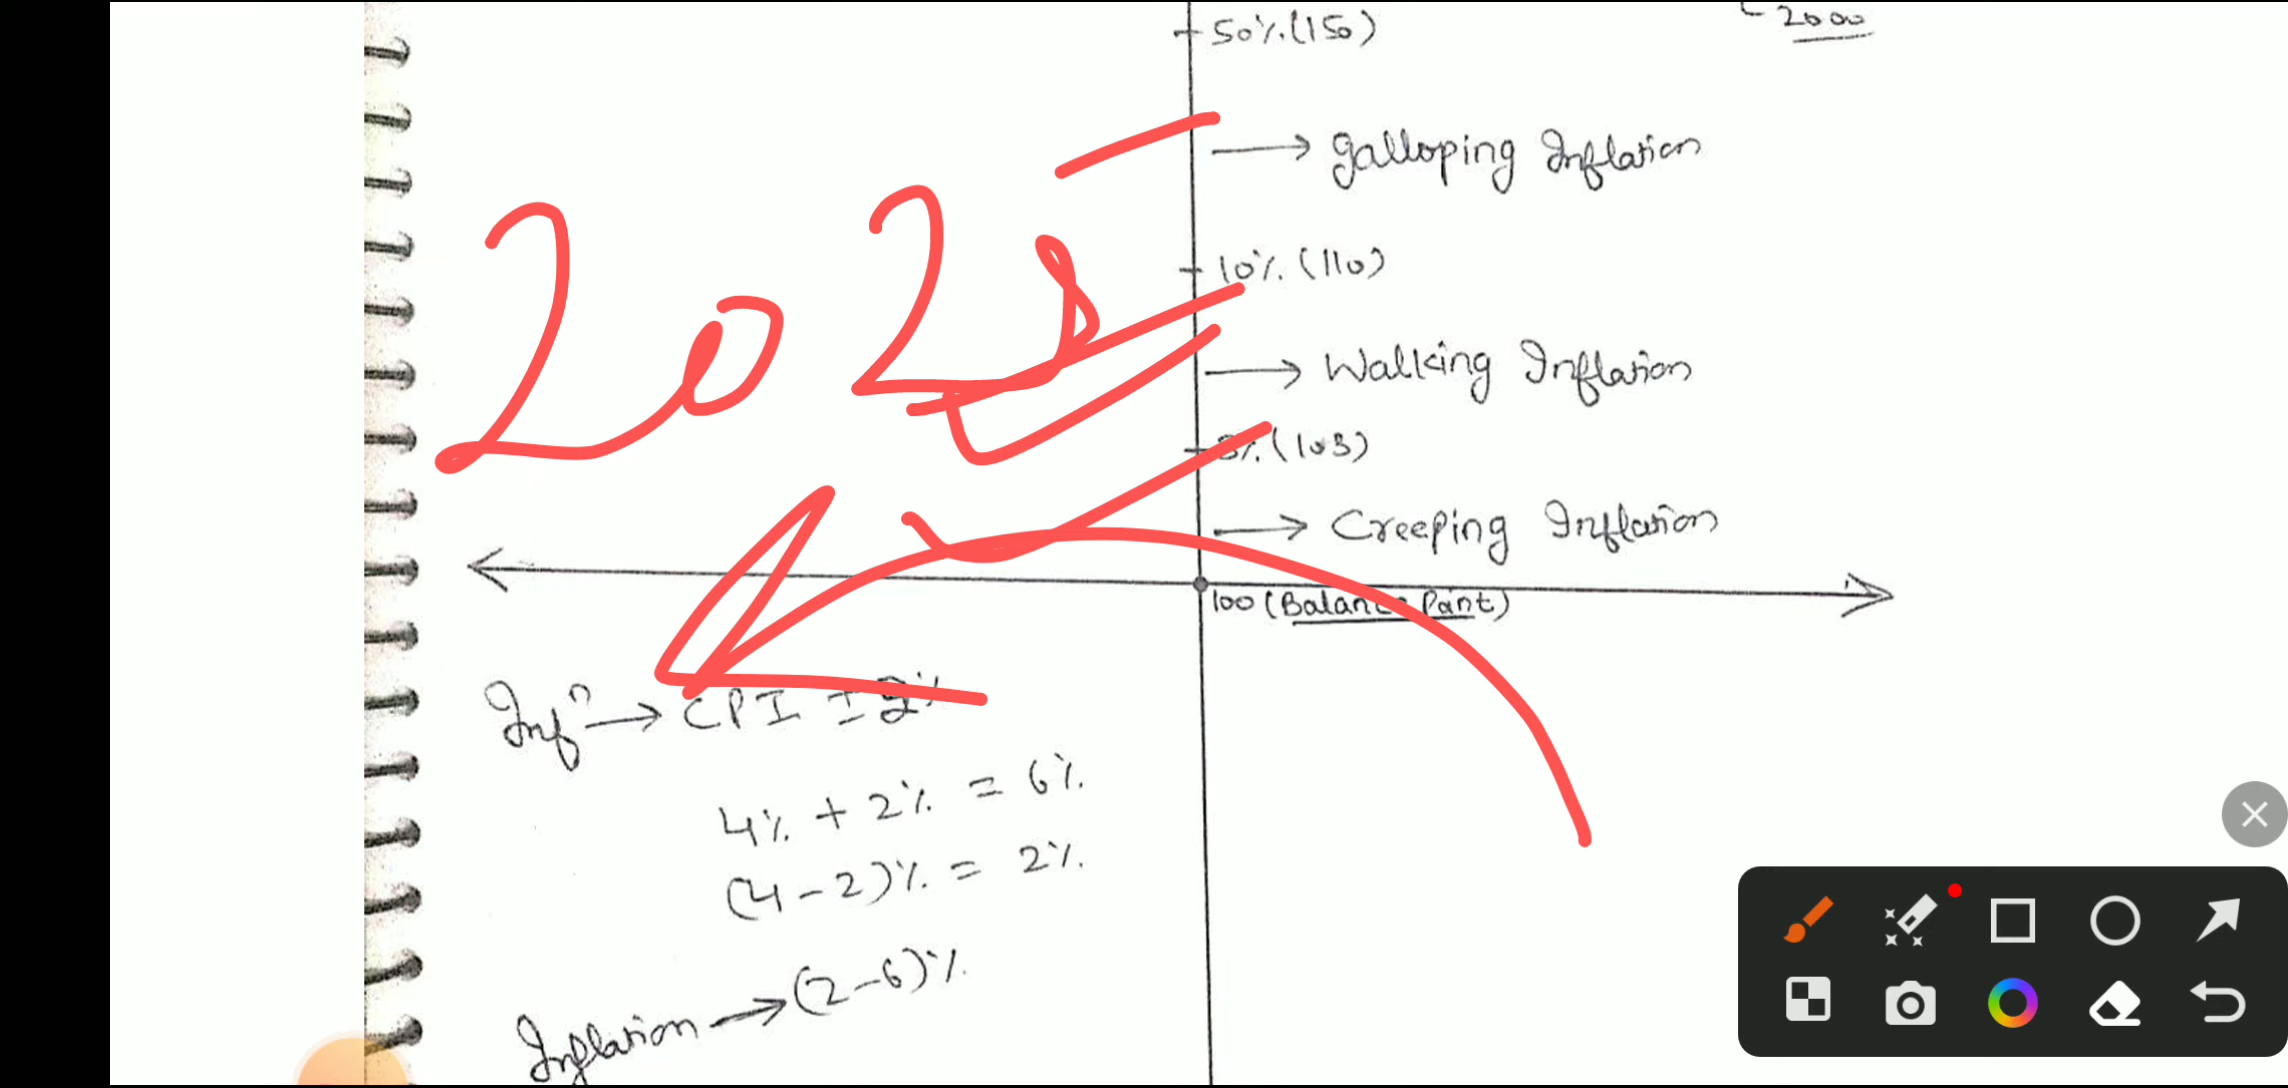 2000
50%(150)
→ Galloping Inflation
2025
10%(110)
→ Walking Inflation
3%(103)
→ Creeping Inflation
100 (Balance Point)
Infⁿ → CPI ± 2%
4% + 2% = 6%
(4-2)% = 2%
Inflation → (2-6)%